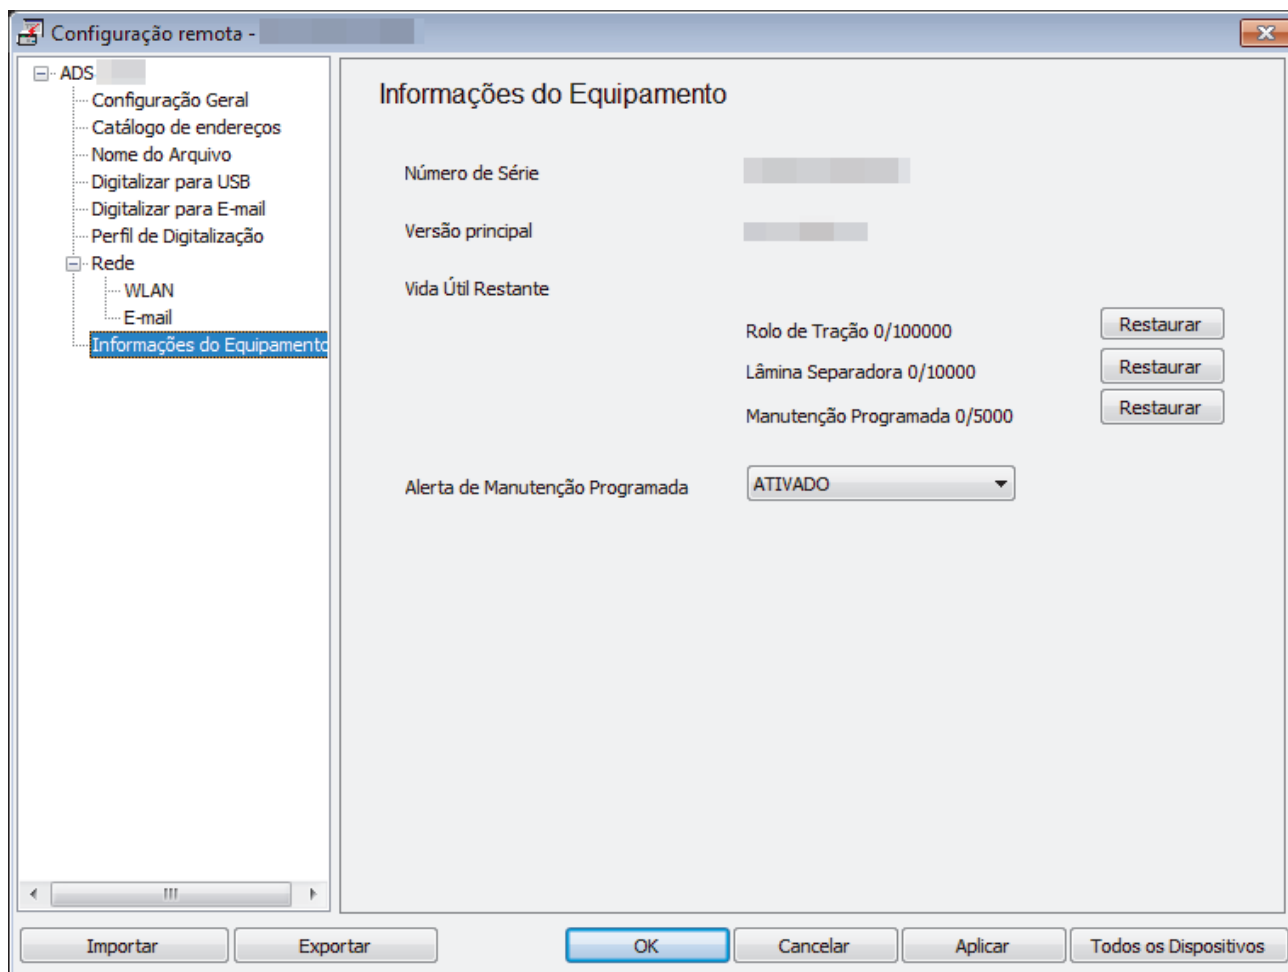 Configuração remota -
ADS
Configuração Geral
Catálogo de endereços
Nome do Arquivo
Digitalizar para USB
Digitalizar para E-mail
Perfil de Digitalização
Rede
WLAN
E-mail
Informações do Equipamento
Informações do Equipamento
Número de Série
Versão principal
Vida Útil Restante
Rolo de Tração 0/100000 Restaurar
Lâmina Separadora 0/10000 Restaurar
Manutenção Programada 0/5000 Restaurar
Alerta de Manutenção Programada ATIVADO
Importar Exportar OK Cancelar Aplicar Todos os Dispositivos